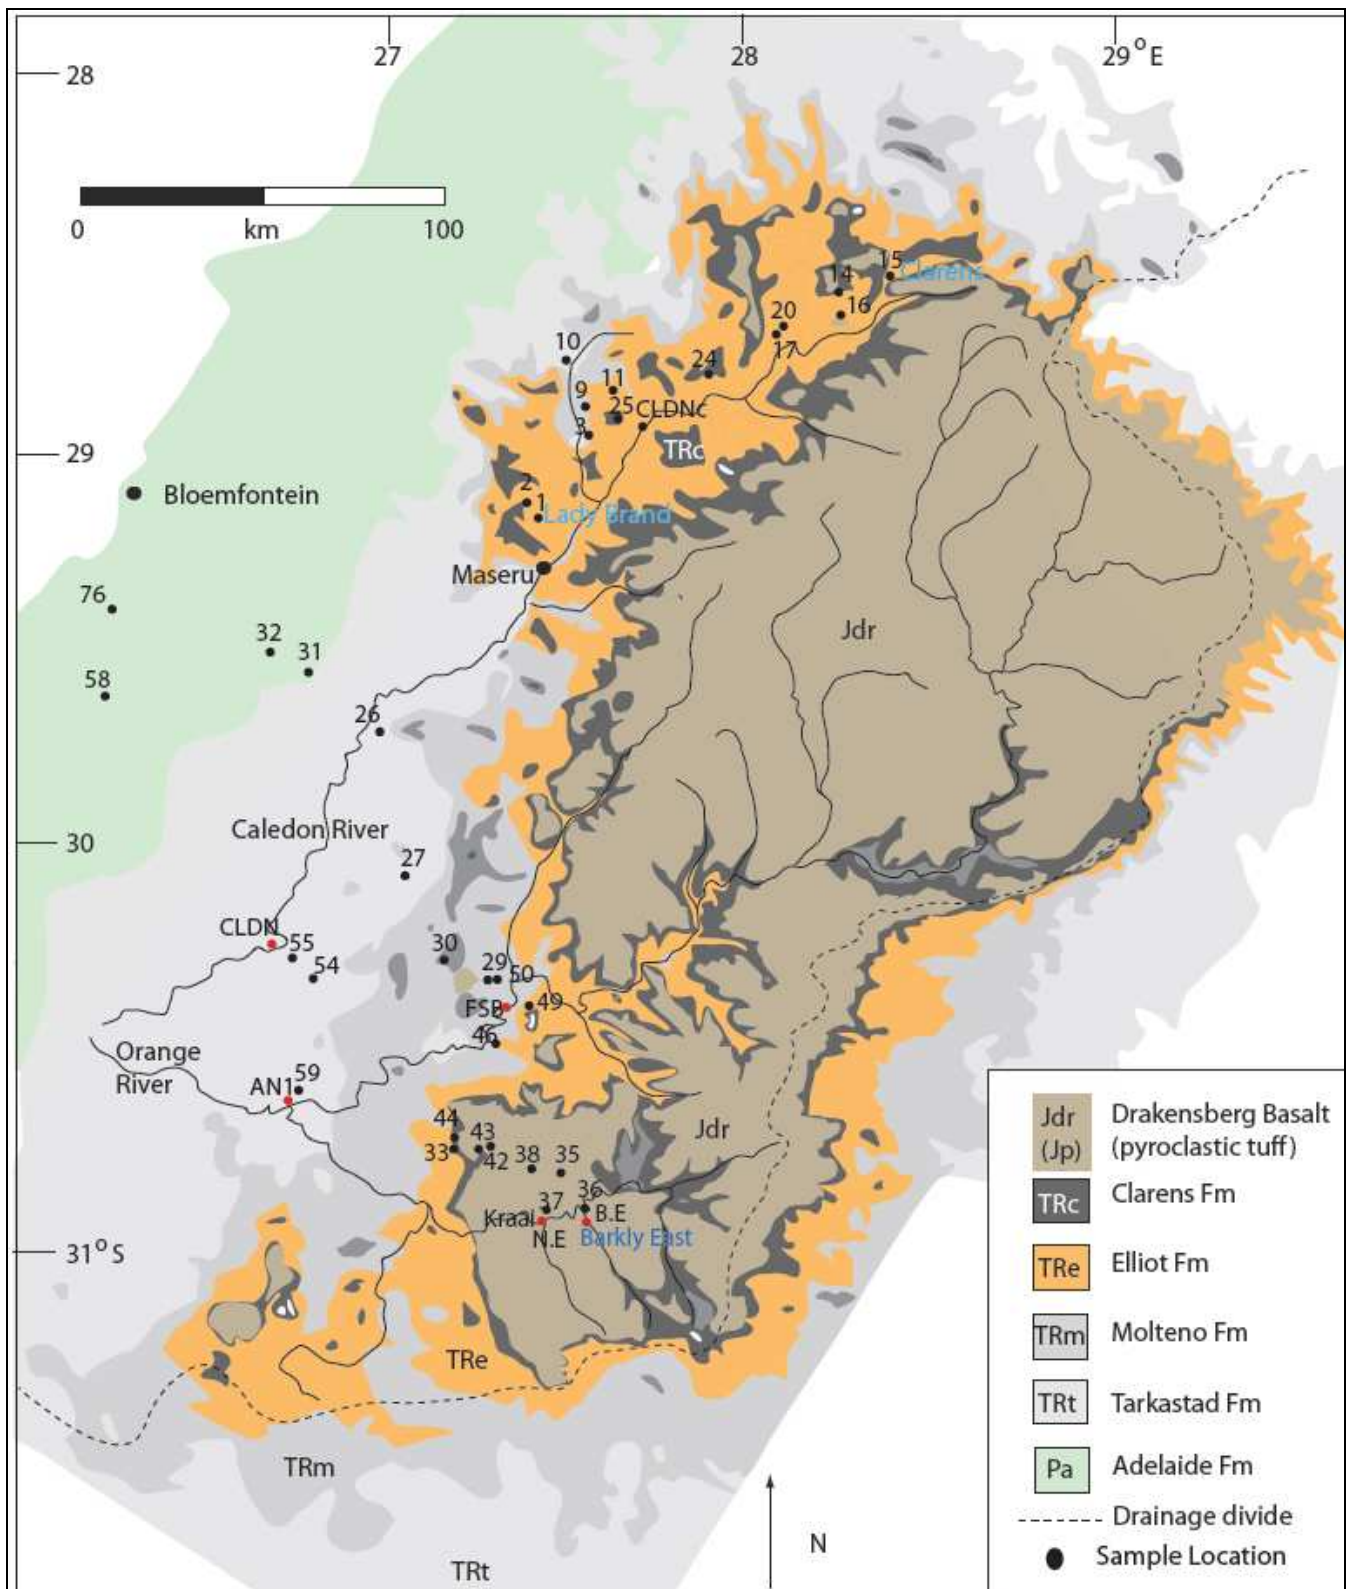 27
28
29°E
28
0
km
100
15
Clarens
14
16
20
17
10
24
11
9
25
CLDNc
3
TRc
29
2
1
Lady Brand
Bloemfontein
Maseru
76
32
31
Jdr
58
26
Caledon River
30
27
CLDN
55
54
30
29
50
FSB
49
46
Orange
River
AN1
59
44
43
33
42
38
35
Jdr
37
36
Kraal
B.E
N.E
Barkly East
31°S
TRe
TRm
N
TRt
Jdr
(Jp)
Drakensberg Basalt
(pyroclastic tuff)
TRc
Clarens Fm
TRe
Elliot Fm
TRm
Molteno Fm
TRt
Tarkastad Fm
Pa
Adelaide Fm
Drainage divide
Sample Location